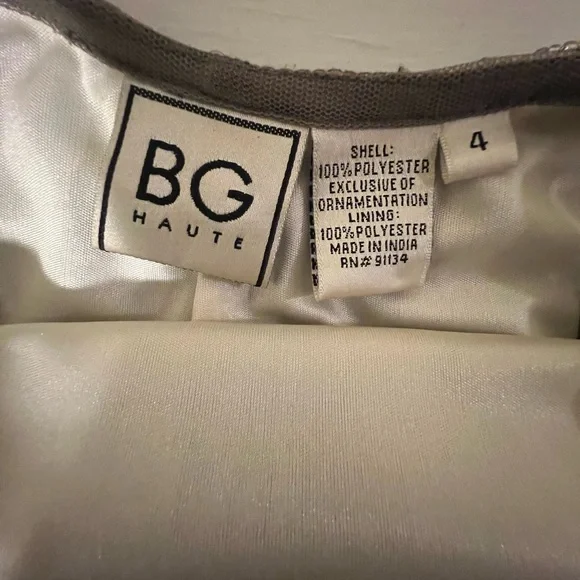 BG
HAUTE
SHELL:
100% POLYESTER
EXCLUSIVE OF
ORNAMENTATION
LINING:
100% POLYESTER
MADE IN INDIA
RN# 91134
4